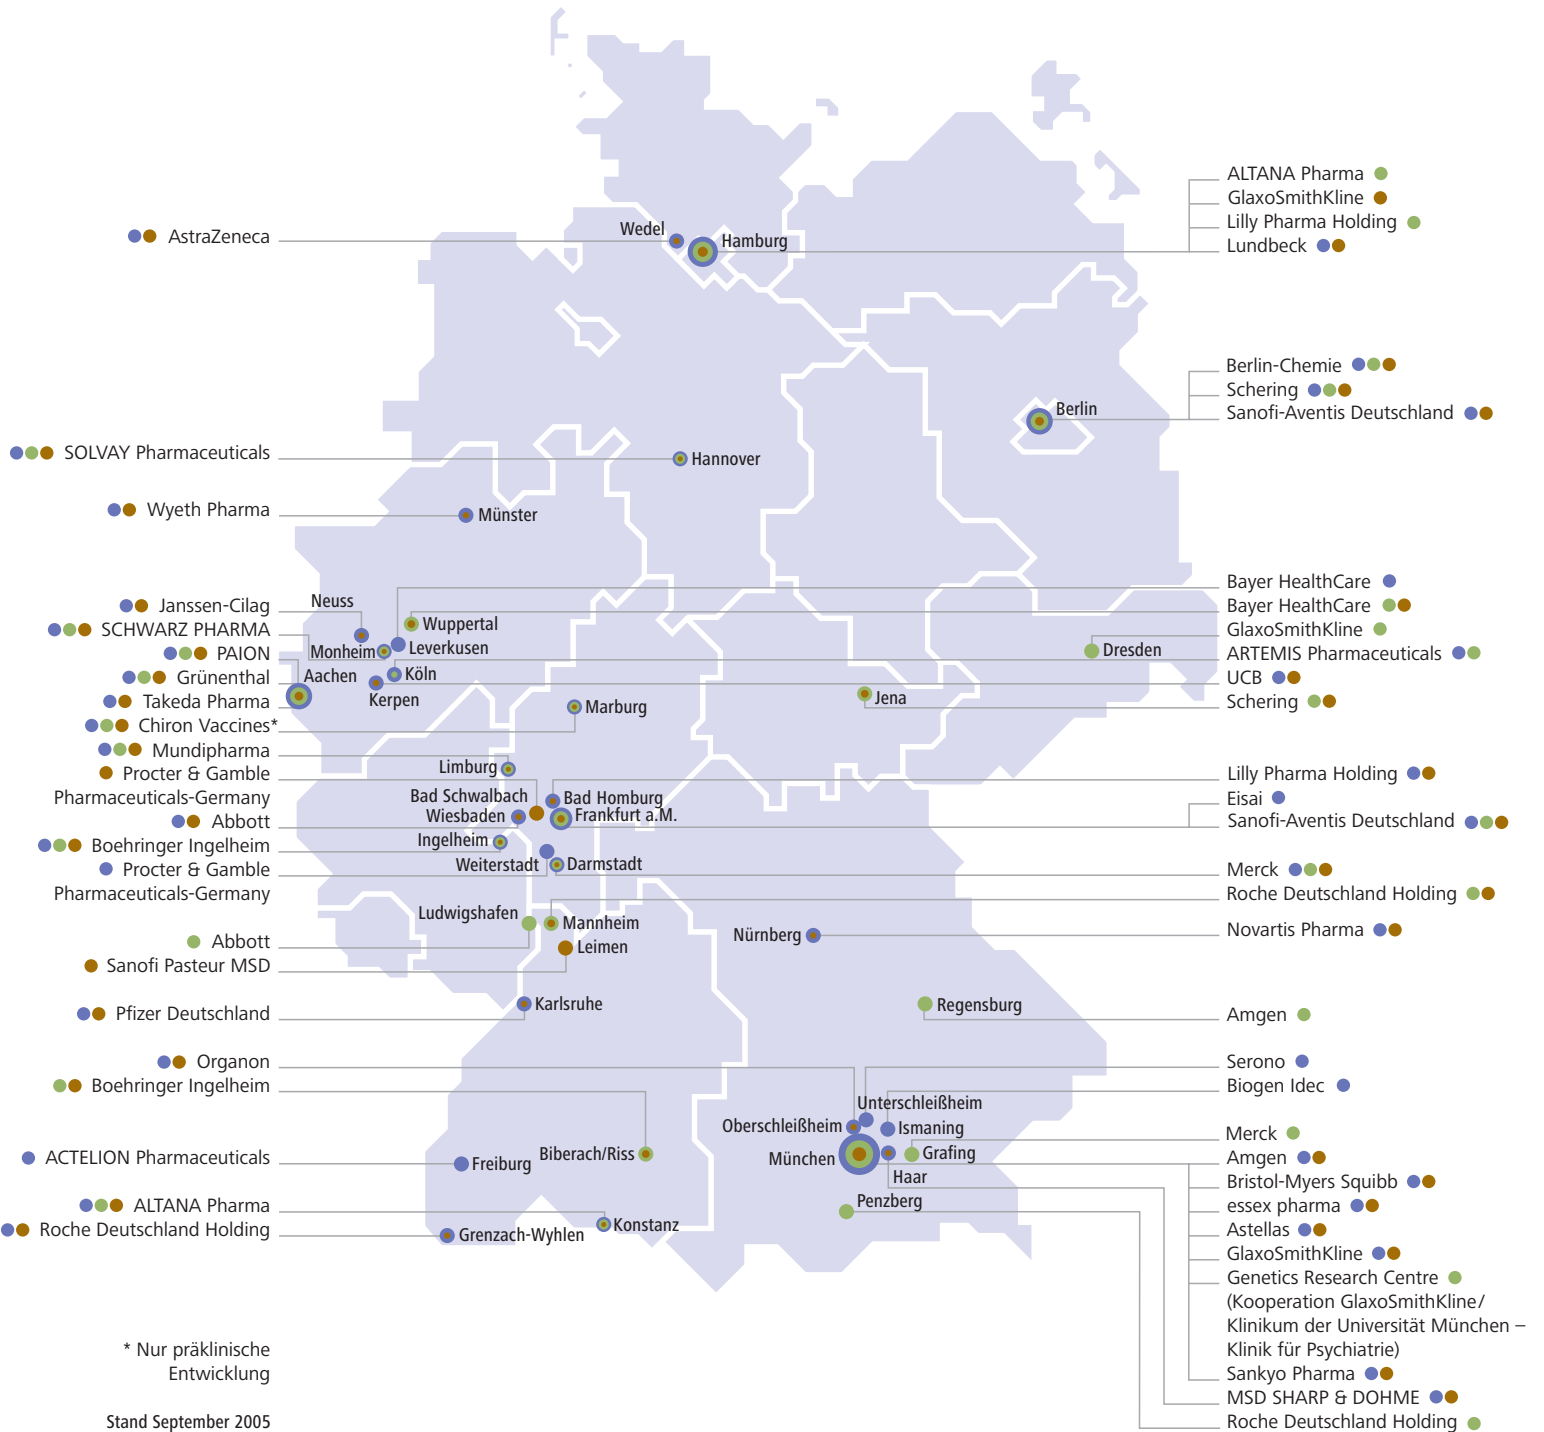 AstraZeneca
SOLVAY Pharmaceuticals
Wyeth Pharma
Janssen-Cilag
SCHWARZ PHARMA
PAION
Grünenthal
Takeda Pharma
Chiron Vaccines*
Mundipharma
Procter & Gamble
Pharmaceuticals-Germany
Abbott
Boehringer Ingelheim
Procter & Gamble
Pharmaceuticals-Germany
Abbott
Sanofi Pasteur MSD
Pfizer Deutschland
Organon
Boehringer Ingelheim
ACTELION Pharmaceuticals
ALTANA Pharma
Roche Deutschland Holding
* Nur präklinische
Entwicklung
Stand September 2005
Wedel
Hamburg
Berlin
Hannover
Münster
Neuss
Wuppertal
Monheim
Leverkusen
Aachen
Köln
Kerpen
Dresden
Jena
Marburg
Limburg
Bad Schwalbach
Bad Homburg
Wiesbaden
Frankfurt a.M.
Ingelheim
Weiterstadt
Darmstadt
Ludwigshafen
Mannheim
Leimen
Nürnberg
Karlsruhe
Regensburg
Unterschleißheim
Oberschleißheim
Ismaning
München
Grafing
Haar
Biberach/Riss
Freiburg
Penzberg
Konstanz
Grenzach-Wyhlen
ALTANA Pharma
GlaxoSmithKline
Lilly Pharma Holding
Lundbeck
Berlin-Chemie
Schering
Sanofi-Aventis Deutschland
Bayer HealthCare
Bayer HealthCare
GlaxoSmithKline
ARTEMIS Pharmaceuticals
UCB
Schering
Lilly Pharma Holding
Eisai
Sanofi-Aventis Deutschland
Merck
Roche Deutschland Holding
Novartis Pharma
Amgen
Serono
Biogen Idec
Merck
Amgen
Bristol-Myers Squibb
essex pharma
Astellas
GlaxoSmithKline
Genetics Research Centre
(Kooperation GlaxoSmithKline/
Klinikum der Universität München –
Klinik für Psychiatrie)
Sankyo Pharma
MSD SHARP & DOHME
Roche Deutschland Holding